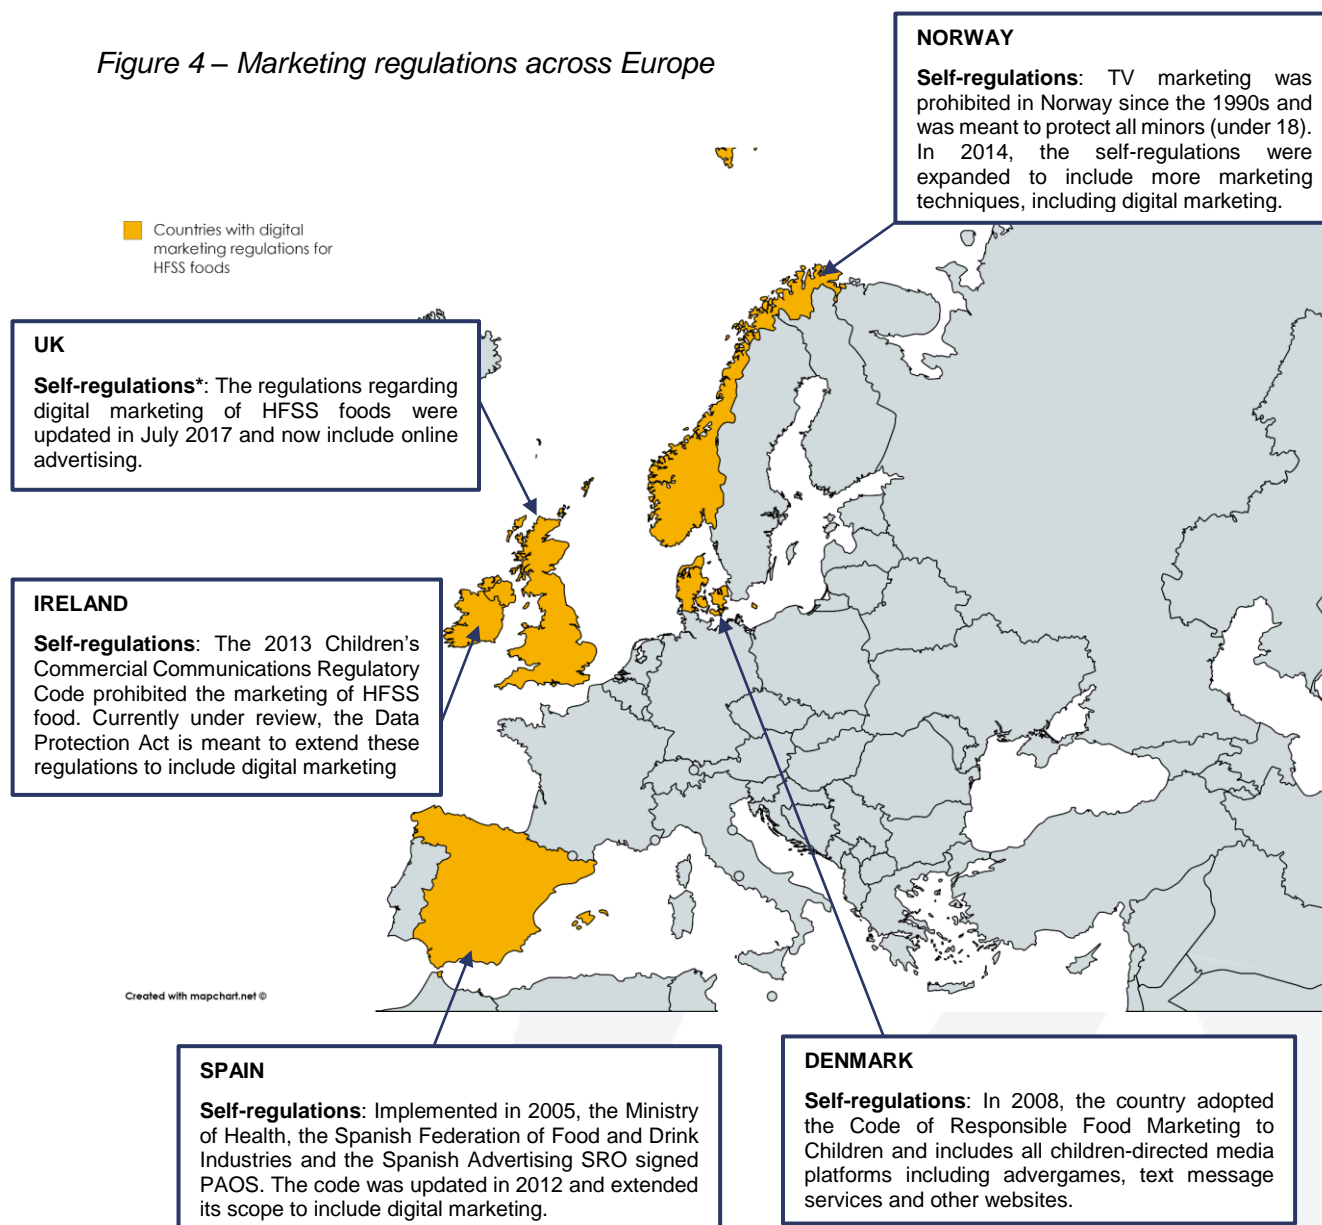 Figure 4 – Marketing regulations across Europe
NORWAY
Self-regulations: TV marketing was
prohibited in Norway since the 1990s and
was meant to protect all minors (under 18).
In 2014, the self-regulations were
expanded to include more marketing
techniques, including digital marketing.
Countries with digital
marketing regulations for
HFSS foods
UK
Self-regulations*: The regulations regarding
digital marketing of HFSS foods were
updated in July 2017 and now include online
advertising.
IRELAND
Self-regulations: The 2013 Children’s
Commercial Communications Regulatory
Code prohibited the marketing of HFSS
food. Currently under review, the Data
Protection Act is meant to extend these
regulations to include digital marketing
Created with mapchart.net ©
SPAIN
Self-regulations: Implemented in 2005, the Ministry
of Health, the Spanish Federation of Food and Drink
Industries and the Spanish Advertising SRO signed
PAOS. The code was updated in 2012 and extended
its scope to include digital marketing.
DENMARK
Self-regulations: In 2008, the country adopted
the Code of Responsible Food Marketing to
Children and includes all children-directed media
platforms including advergames, text message
services and other websites.